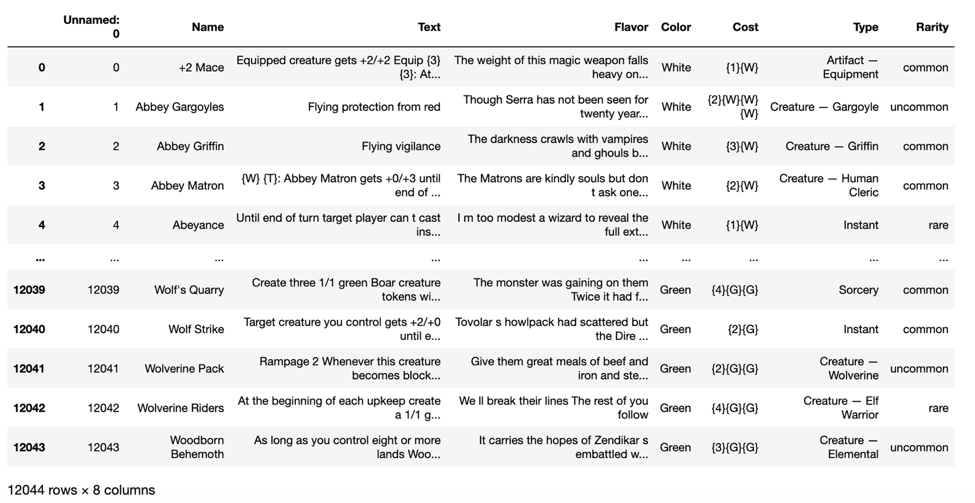 Unnamed: 0 Name Text Flavor Color Cost Type Rarity
0 0 +2 Mace Equipped creature gets +2/+2 Equip {3} {3}: At... The weight of this magic weapon falls heavy on... White {1}{W} Artifact — Equipment common
1 1 Abbey Gargoyles Flying protection from red Though Serra has not been seen for twenty year... White {2}{W}{W}{W} Creature — Gargoyle uncommon
2 2 Abbey Griffin Flying vigilance The darkness crawls with vampires and ghouls b... White {3}{W} Creature — Griffin common
3 3 Abbey Matron {W} {T}: Abbey Matron gets +0/+3 until end of ... The Matrons are kindly souls but don t ask one... White {2}{W} Creature — Human Cleric common
4 4 Abeyance Until end of turn target player can t cast ins... I m too modest a wizard to reveal the full ext... White {1}{W} Instant rare
... ... ... ... ... ... ... ... ...
12039 12039 Wolf's Quarry Create three 1/1 green Boar creature tokens wi... The monster was gaining on them Twice it had f... Green {4}{G}{G} Sorcery common
12040 12040 Wolf Strike Target creature you control gets +2/+0 until e... Tovolar s howlpack had scattered but the Dire ... Green {2}{G} Instant common
12041 12041 Wolverine Pack Rampage 2 Whenever this creature becomes block... Give them great meals of beef and iron and ste... Green {2}{G}{G} Creature — Wolverine uncommon
12042 12042 Wolverine Riders At the beginning of each upkeep create a 1/1 g... We ll break their lines The rest of you follow Green {4}{G}{G} Creature — Elf Warrior rare
12043 12043 Woodborn Behemoth As long as you control eight or more lands Woo... It carries the hopes of Zendikar s embattled w... Green {3}{G}{G} Creature — Elemental uncommon
12044 rows × 8 columns